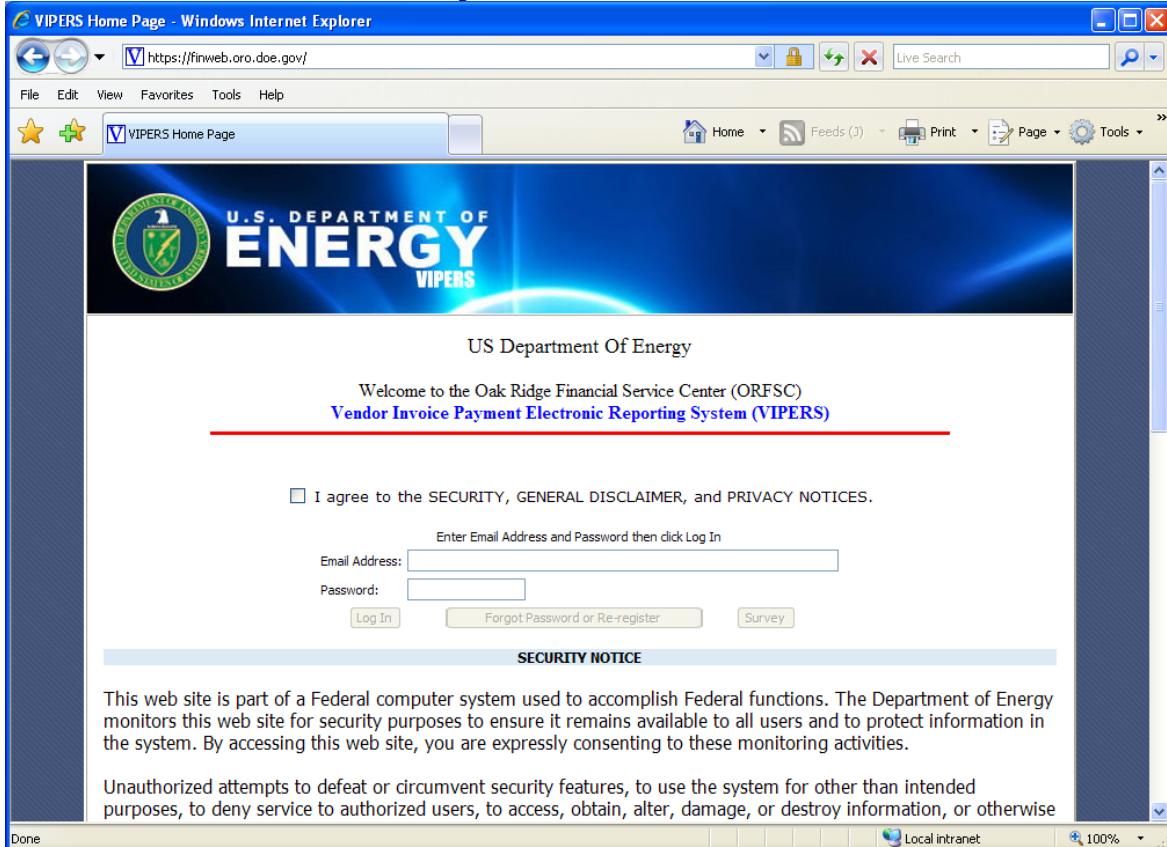 VIPERS Home Page - Windows Internet Explorer
https://finweb.oro.doe.gov/
Live Search
File Edit View Favorites Tools Help
VIPERS Home Page
Home Feeds (J) Print Page Tools »
U.S. DEPARTMENT OF
ENERGY
VIPERS
US Department Of Energy
Welcome to the Oak Ridge Financial Service Center (ORFSC)
Vendor Invoice Payment Electronic Reporting System (VIPERS)
I agree to the SECURITY, GENERAL DISCLAIMER, and PRIVACY NOTICES.
Enter Email Address and Password then click Log In
Email Address:
Password:
Log In Forgot Password or Re-register Survey
SECURITY NOTICE
This web site is part of a Federal computer system used to accomplish Federal functions. The Department of Energy
monitors this web site for security purposes to ensure it remains available to all users and to protect information in
the system. By accessing this web site, you are expressly consenting to these monitoring activities.
Unauthorized attempts to defeat or circumvent security features, to use the system for other than intended
purposes, to deny service to authorized users, to access, obtain, alter, damage, or destroy information, or otherwise
Done Local intranet 100%